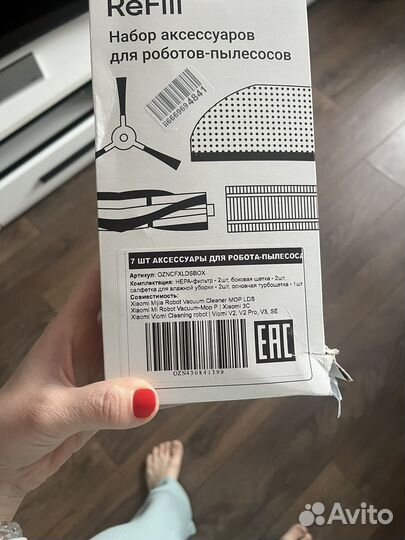 ReFill
Набор аксессуаров
для роботов-пылесосов
0666969 4841
7 ШТ АКСЕССУАРЫ ДЛЯ РОБОТА-ПЫЛЕСОСА
Артикул: OZNCFXLDSBOX
Комплектация: HEPA-фильтр - 2шт, боковая щетка - 2шт,
салфетка для влажной уборки - 2шт, основная турбощетка - 1шт
Совместимость:
Xiaomi Mijia Robot Vacuum Cleaner MOP LDS
Xiaomi Mi Robot Vacuum-Mop P | Xiaomi 3C
Xiaomi Viomi Cleaning robot | Viomi V2, V2 Pro, V3, SE
EAC
OZN430841399
Avito